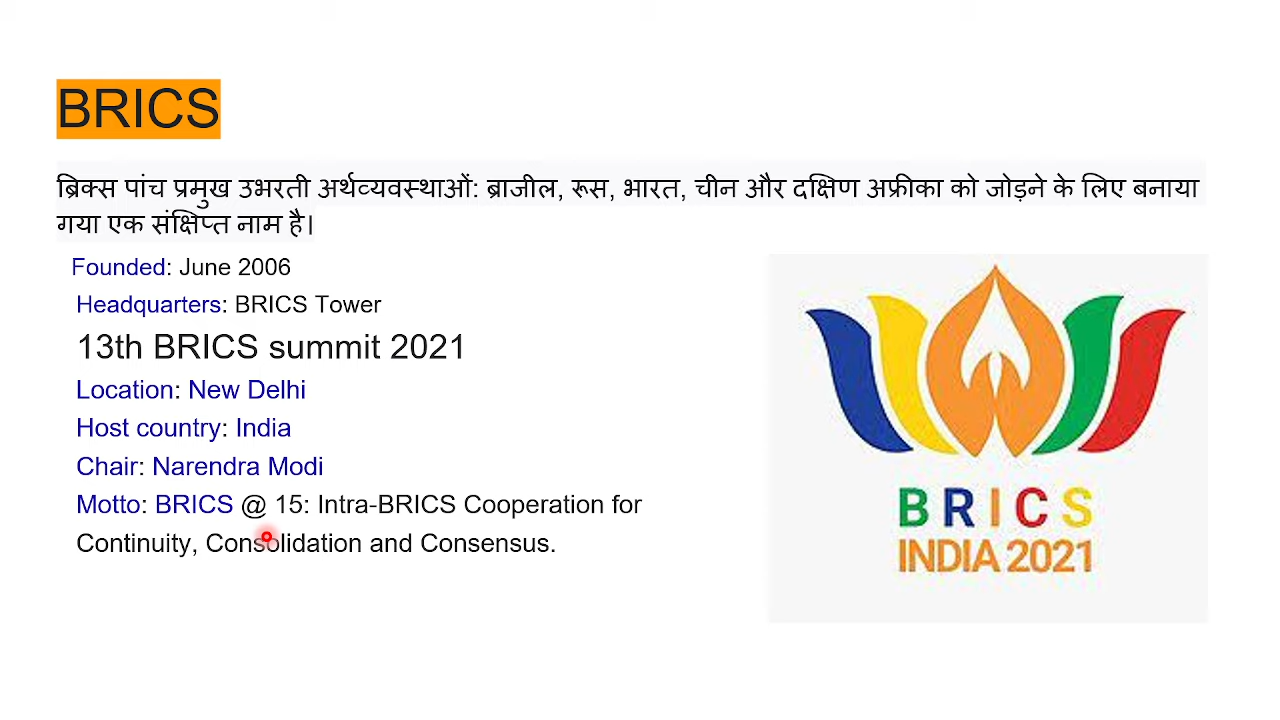 BRICS
ब्रिक्स पांच प्रमुख उभरती अर्थव्यवस्थाओं: ब्राजील, रूस, भारत, चीन और दक्षिण अफ्रीका को जोड़ने के लिए बनाया
गया एक संक्षिप्त नाम है।
Founded: June 2006
Headquarters: BRICS Tower
13th BRICS summit 2021
Location: New Delhi
Host country: India
Chair: Narendra Modi
Motto: BRICS @ 15: Intra-BRICS Cooperation for
Continuity, Consolidation and Consensus.
BRICS
INDIA 2021